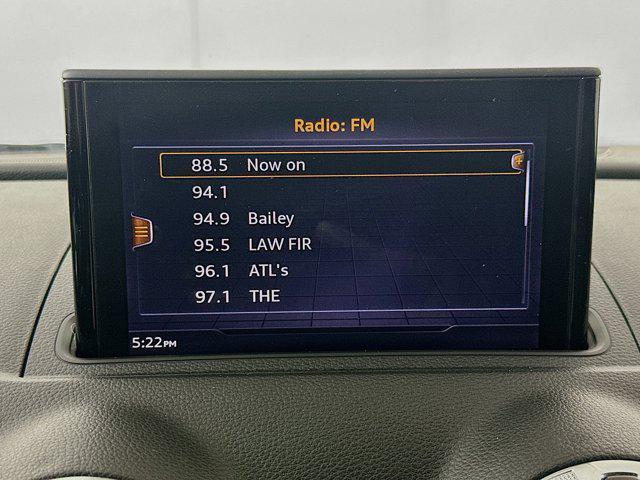 Radio: FM
88.5 Now on
94.1
94.9 Bailey
95.5 LAW FIR
96.1 ATL's
97.1 THE
5:22PM